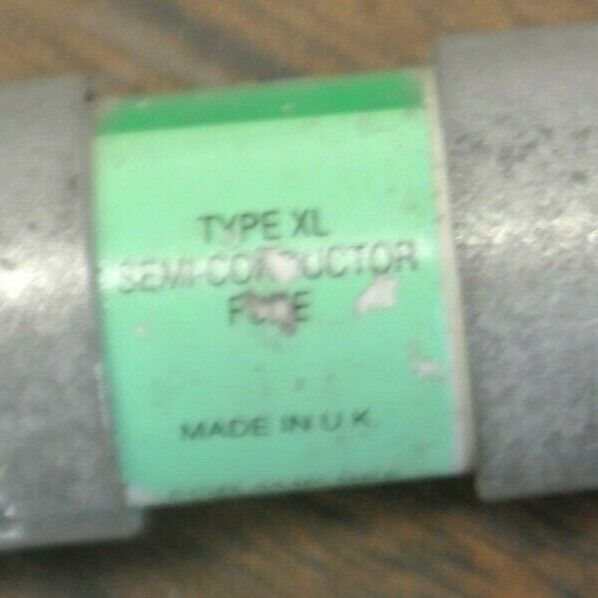 TYPE XL
SEMI-CONDUCTOR
FUSE
MADE IN U.K.